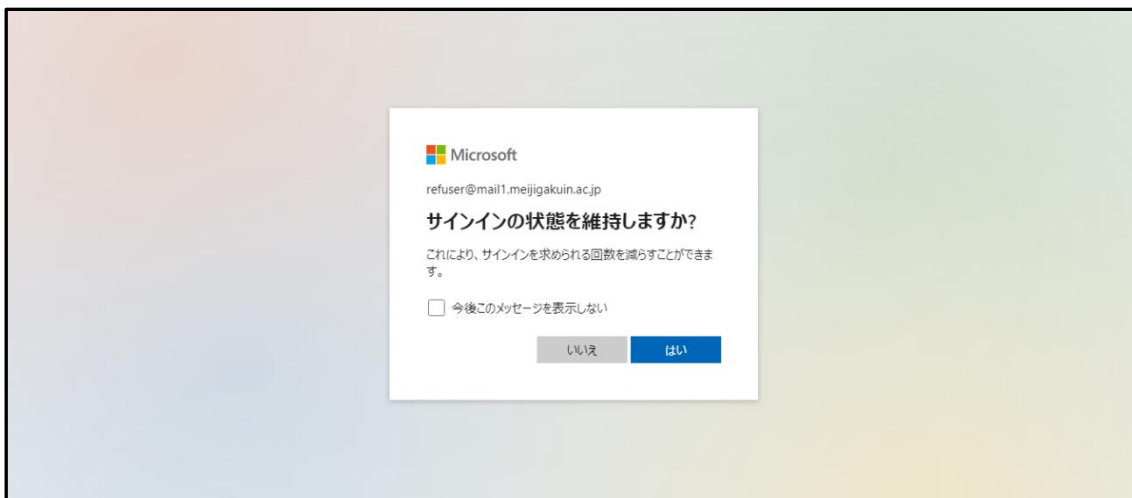 Microsoft
refuser@mail1.meijigakuin.ac.jp
サインインの状態を維持しますか?
これにより、サインインを求められる回数を減らすことができま
す。
今後このメッセージを表示しない
いいえ
はい